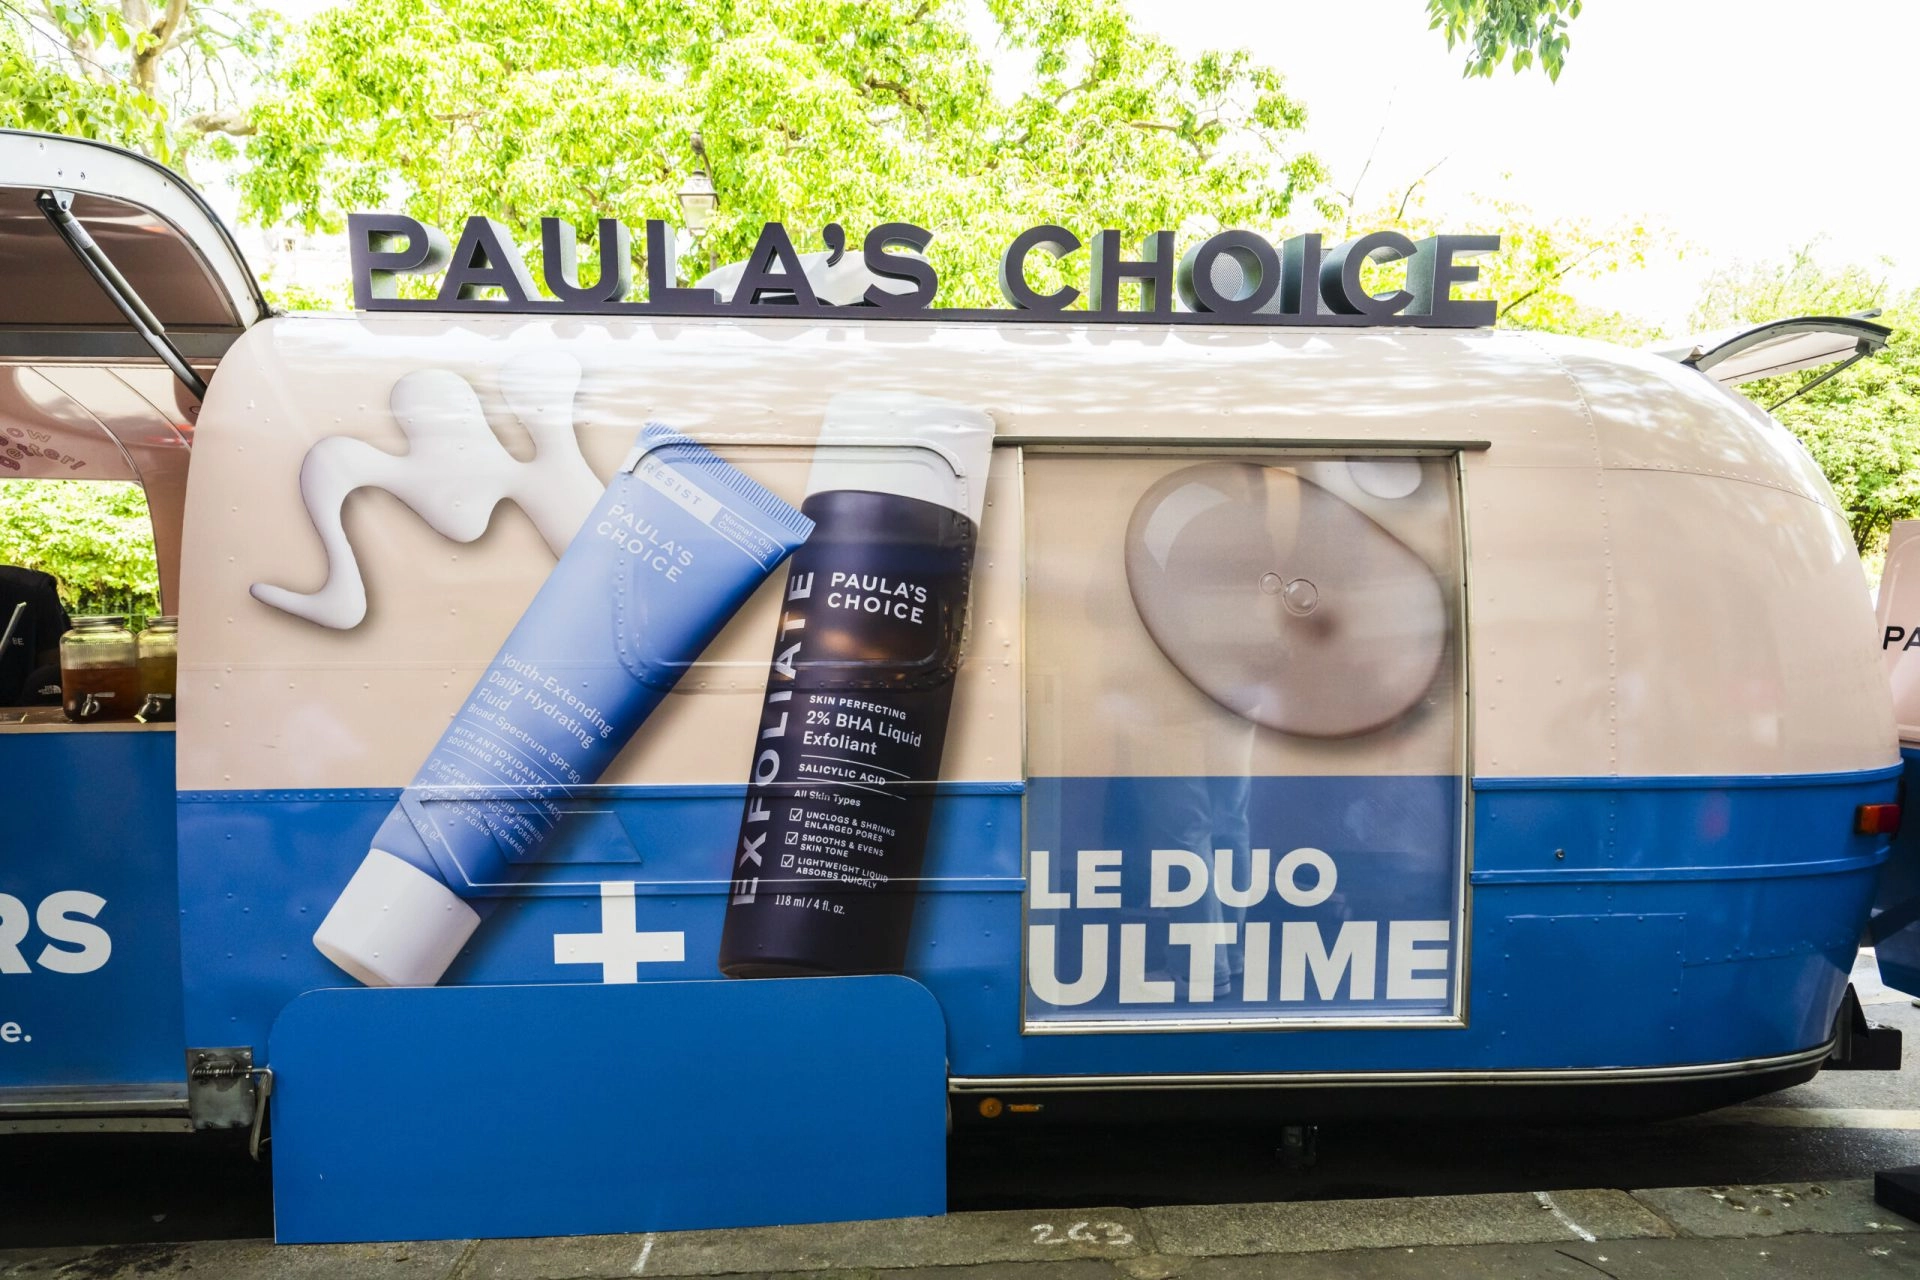 PAULA'S CHOICE
RESIST
Normal - Oily
Combination
PAULA'S
CHOICE
Youth-Extending
Daily Hydrating
Fluid
Broad Spectrum SPF 50
WITH ANTIOXIDANTS +
SOOTHING PLANT EXTRACTS
EXFOLIATE
PAULA'S
CHOICE
SKIN PERFECTING
2% BHA Liquid
Exfoliant
SALICYLIC ACID
All Skin Types
UNCLOGS & SHRINKS
ENLARGED PORES
SMOOTHS & EVENS
SKIN TONE
LIGHTWEIGHT LIQUID
ABSORBS QUICKLY
118 ml / 4 fl. oz.
+
LE DUO
ULTIME
RS
e.
PA
243